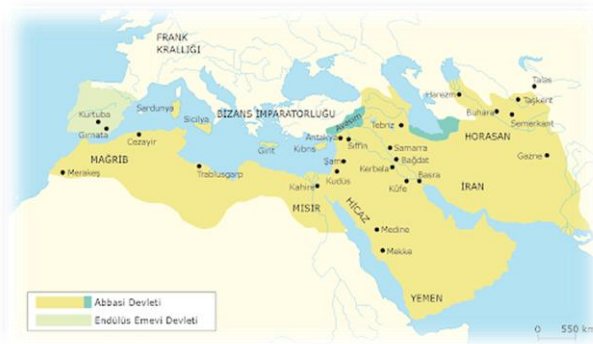 FRANK
KRALLIĞI
Talas
Harezm
Taşkent
Buhara
Semerkant
Kurtuba
Sardunya
Sicilya
BİZANS İMPARATORLUĞU
Avasım
Tebriz
HORASAN
Gırnata
Cezayir
Girit
Kıbrıs
Antakya
Sıffin
Samarra
Gazne
MAĞRİB
Şam
Kerbela
Bağdat
Merakeş
Trablusgarp
Kudüs
Kahire
Kûfe
Basra
İRAN
MISIR
HİCAZ
Medine
Mekke
YEMEN
Abbasi Devleti
Endülüs Emevi Devleti
0 550 km